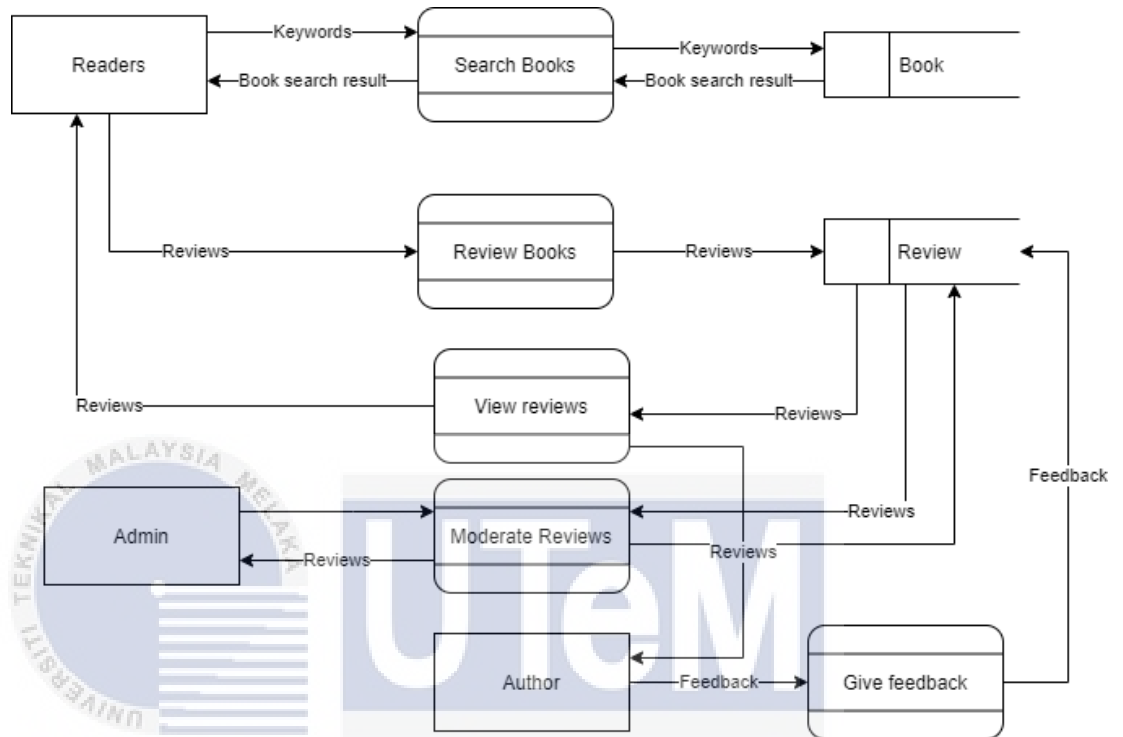 Keywords
Readers
Search Books
Keywords
Book
Book search result
Book search result
Reviews
Review Books
Reviews
Review
Reviews
View reviews
Reviews
Feedback
Admin
Moderate Reviews
Reviews
Reviews
Reviews
Author
Feedback
Give feedback
UNIVERSITI TEKNIKAL MALAYSIA MELAKA
UTeM